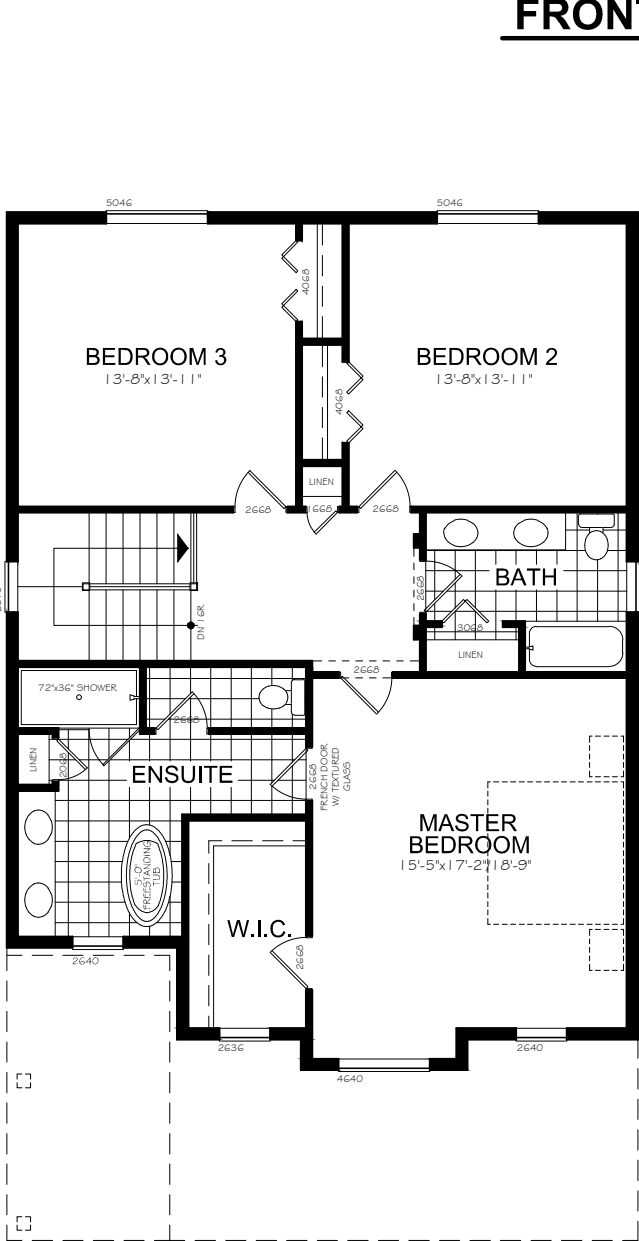 FRONT
5046
5046
4068
BEDROOM 3
13'-8"x13'-11"
BEDROOM 2
13'-8"x13'-11"
4068
LINEN
2668
1668
2668
BATH
2668
3068
LINEN
DN 16R
2668
72"x36" SHOWER
2668
LINEN
2068
ENSUITE
2668
FRENCH DOOR
W/ TEXTURED
GLASS
MASTER
BEDROOM
15'-5"x17'-2"/18'-9"
5'-0"
FREESTANDING
TUB
W.I.C.
2668
2640
2636
2640
4640